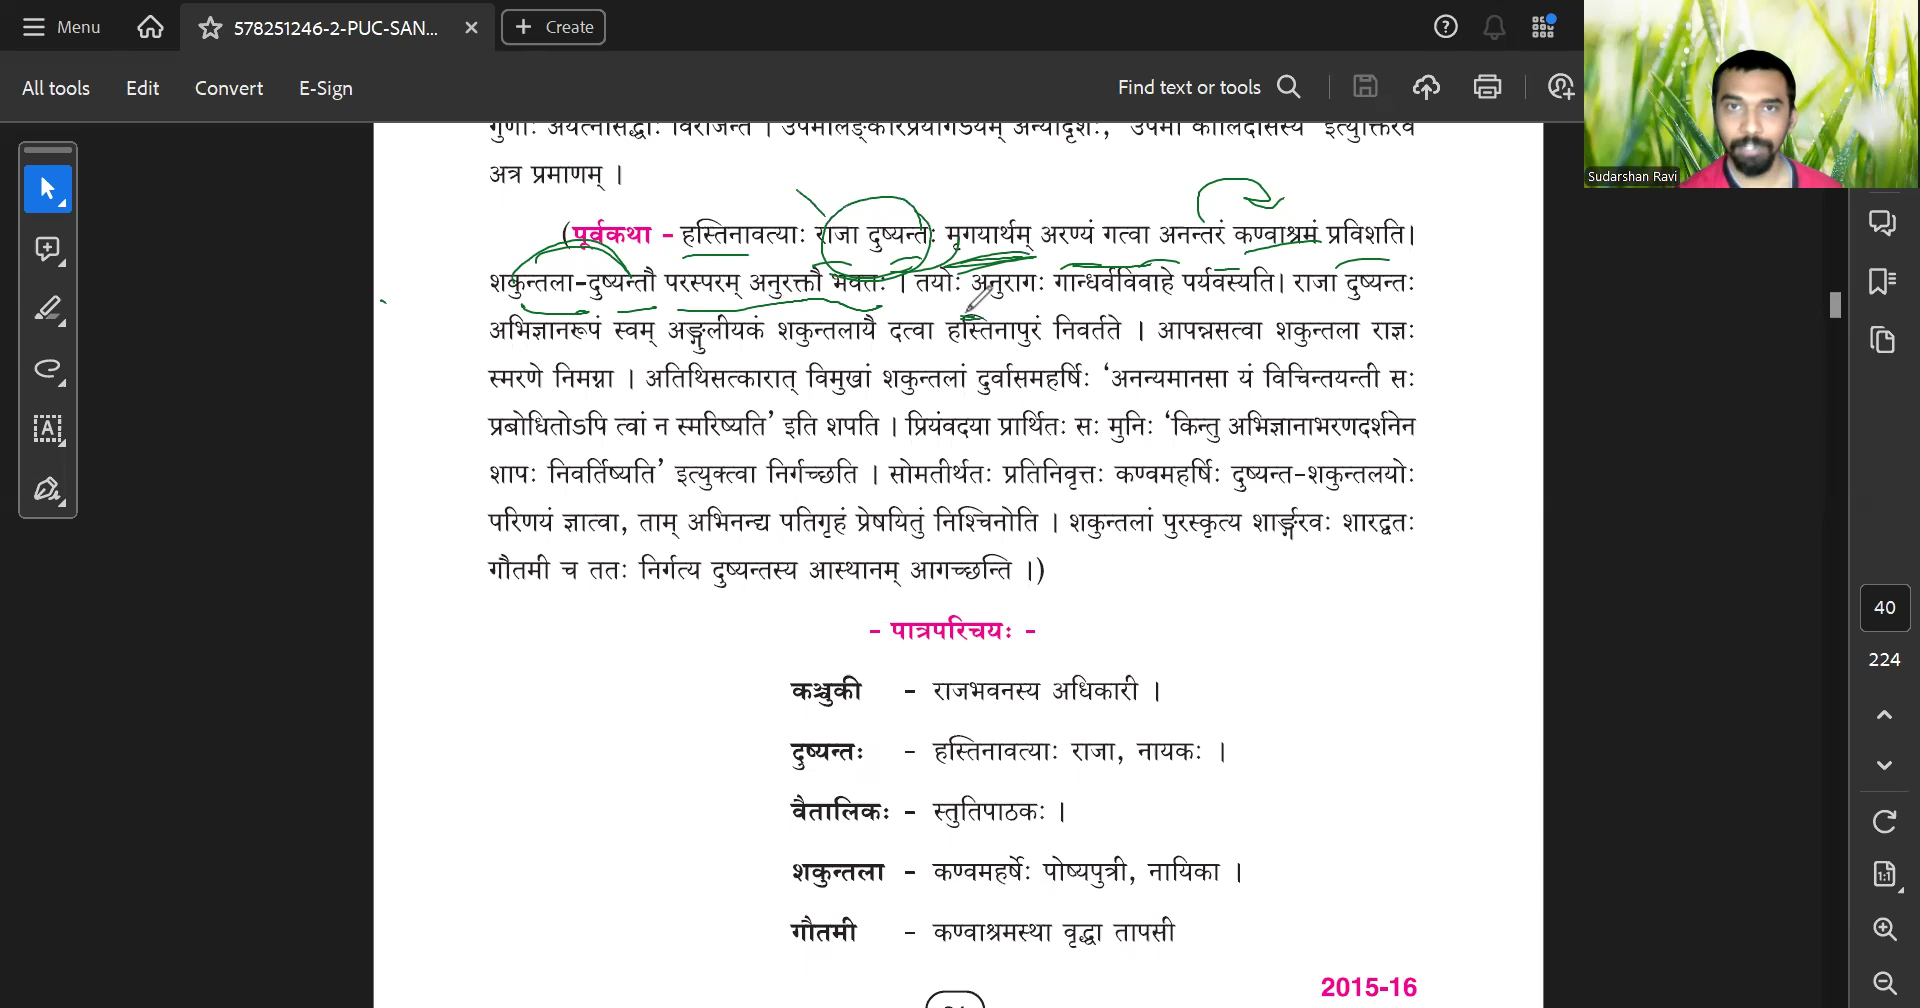 Menu
578251246-2-PUC-SAN...
Create
All tools
Edit
Convert
E-Sign
Find text or tools
Sudarshan Ravi
अत्र प्रमाणम् ।
(पूर्वकथा - हस्तिनावत्याः राजा दुष्यन्तः मृगयार्थम् अरण्यं गत्वा अनन्तरं कण्वाश्रमं प्रविशति।
शकुन्तला-दुष्यन्तौ परस्परम् अनुरक्तौ भवतः । तयोः अनुरागः गान्धर्वविवाहे पर्यवस्यति। राजा दुष्यन्तः
अभिज्ञानरूपं स्वम् अङ्गुलीयकं शकुन्तलायै दत्वा हस्तिनापुरं निवर्तते । आपन्नसत्वा शकुन्तला राज्ञः
स्मरणे निमग्ना । अतिथिसत्कारात् विमुखां शकुन्तलां दुर्वासमहर्षिः ‘अनन्यमानसा यं विचिन्तयन्ती सः
प्रबोधितोऽपि त्वां न स्मरिष्यति’ इति शपति । प्रियंवदया प्रार्थितः सः मुनिः ‘किन्तु अभिज्ञानाभरणदर्शनेन
शापः निवर्तिष्यति’ इत्युक्त्वा निर्गच्छति । सोमतीर्थतः प्रतिनिवृत्तः कण्वमहर्षिः दुष्यन्त-शकुन्तलयोः
परिणयं ज्ञात्वा, ताम् अभिनन्द्य पतिगृहं प्रेषयितुं निश्चिनोति । शकुन्तलां पुरस्कृत्य शार्ङ्गरवः शारद्वतः
गौतमी च ततः निर्गत्य दुष्यन्तस्य आस्थानम् आगच्छन्ति ।)
- पात्रपरिचयः -
कञ्चुकी - राजभवनस्य अधिकारी ।
दुष्यन्तः - हस्तिनावत्याः राजा, नायकः ।
वैतालिकः - स्तुतिपाठकः ।
शकुन्तला - कण्वमहर्षेः पोष्यपुत्री, नायिका ।
गौतमी - कण्वाश्रमस्था वृद्धा तापसी
2015-16
40
224